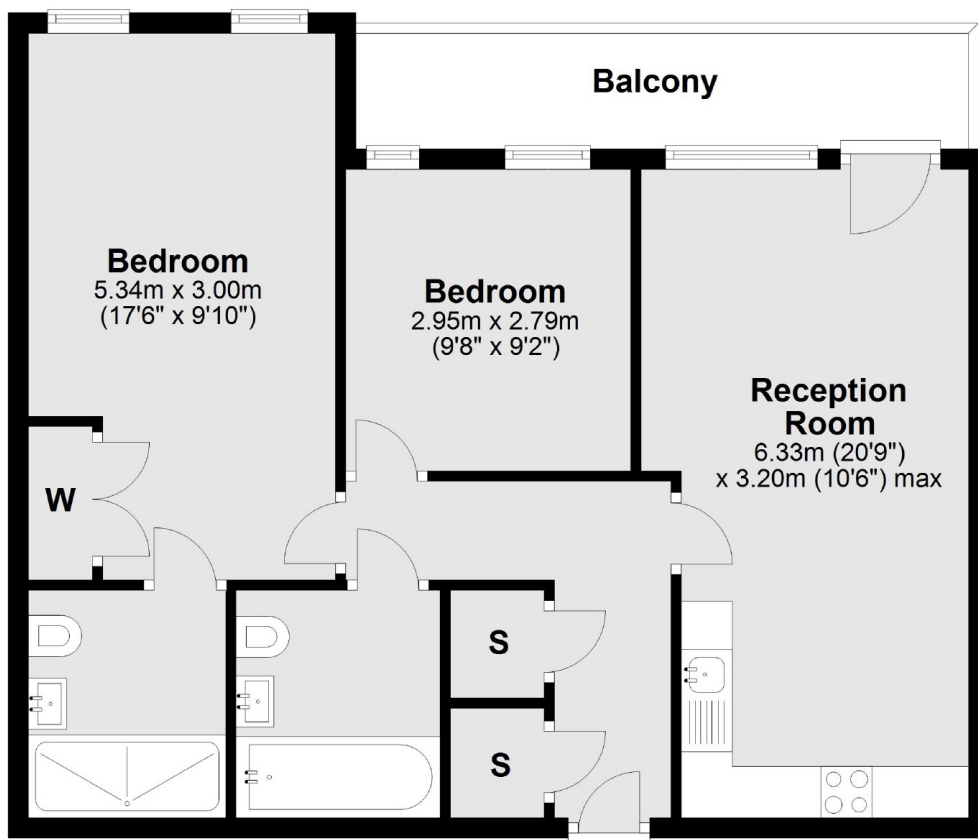 Balcony
Bedroom
5.34m x 3.00m
(17'6" x 9'10")
Bedroom
2.95m x 2.79m
(9'8" x 9'2")
Reception
Room
6.33m (20'9")
x 3.20m (10'6") max
W
S
S